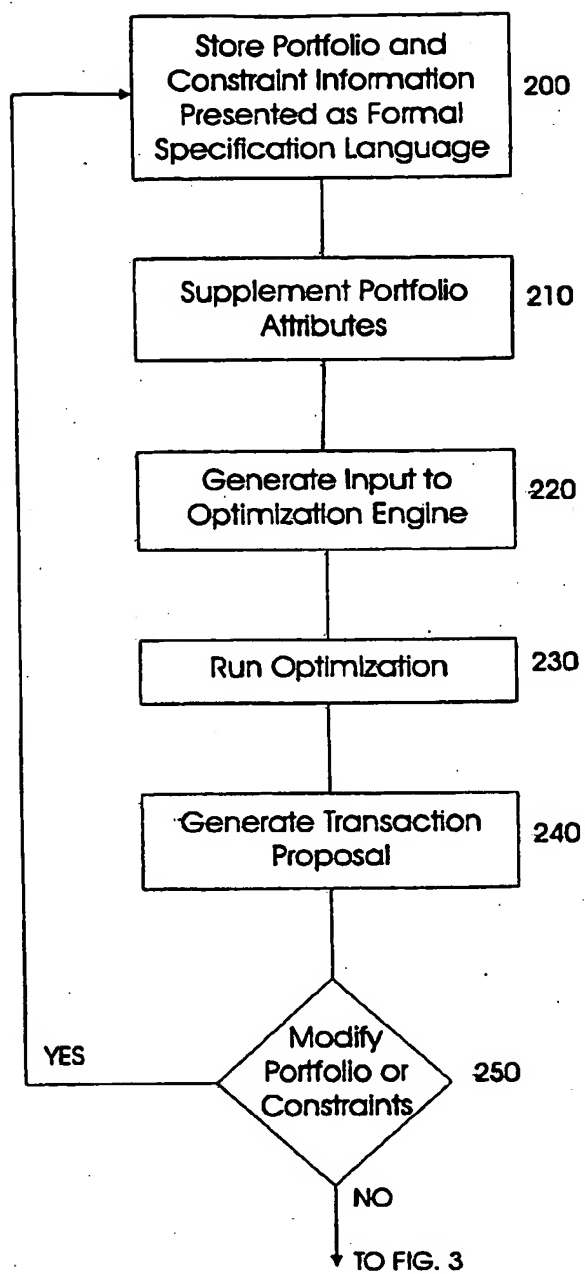 Store Portfolio and
Constraint Information
Presented as Formal
Specification Language
200
Supplement Portfolio
Attributes
210
Generate Input to
Optimization Engine
220
Run Optimization
230
Generate Transaction
Proposal
240
Modify
Portfolio or
Constraints
250
YES
NO
TO FIG. 3